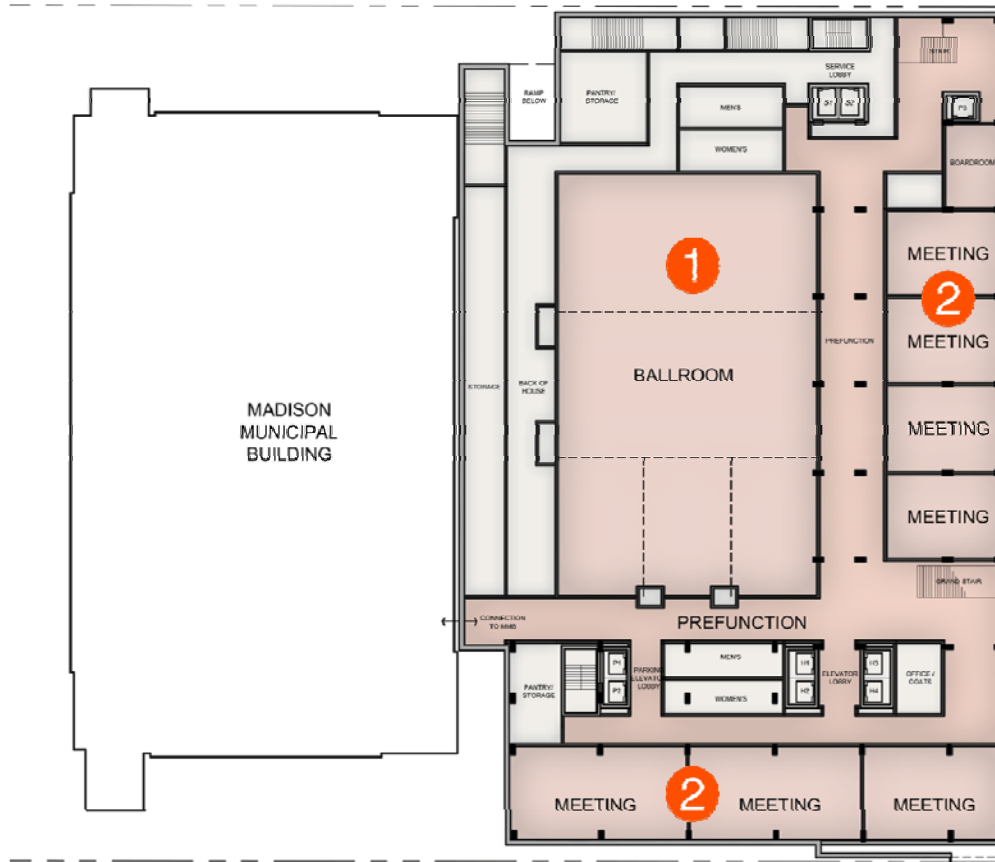 STAIR
SERVICE
LOBBY
RAMP
BELOW
PANTRY/
STORAGE
MEN'S
S1
S2
P3
WOMEN'S
BOARDROOM
MEETING
1
2
PREFUNCTION
MEETING
BALLROOM
STORAGE
BACK OF
HOUSE
MADISON
MUNICIPAL
BUILDING
MEETING
MEETING
GRAND STAIR
CONNECTION
TO MMB
PREFUNCTION
PANTRY/
STORAGE
P1
P2
PARKING
ELEVATOR
LOBBY
MEN'S
WOMEN'S
H1
H2
ELEVATOR
LOBBY
H3
H4
OFFICE /
COATS
2
MEETING
MEETING
MEETING